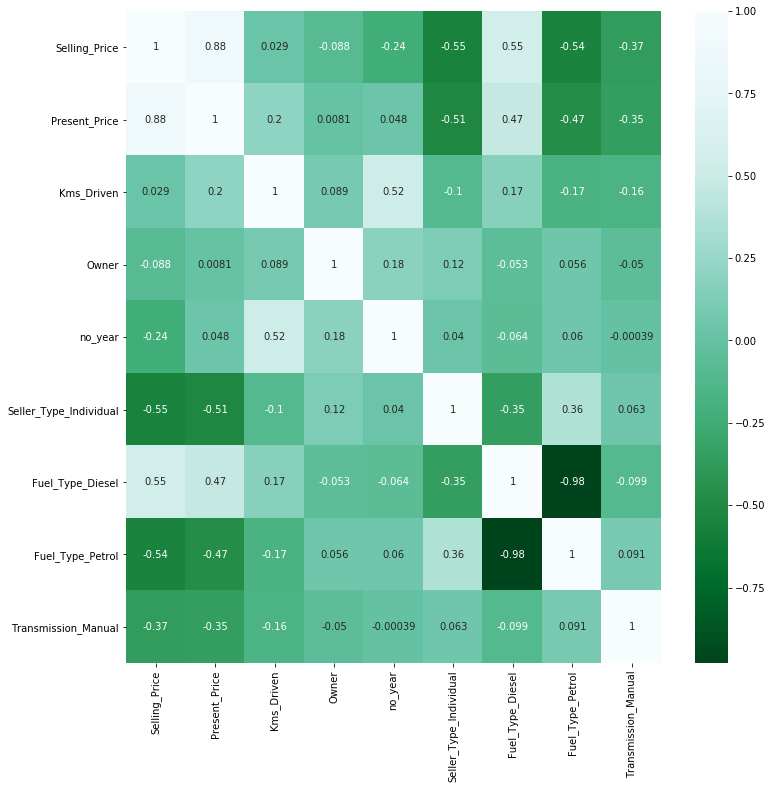 Selling_Price 1 0.88 0.029 -0.088 -0.24 -0.55 0.55 -0.54 -0.37
Present_Price 0.88 1 0.2 0.0081 0.048 -0.51 0.47 -0.47 -0.35
Kms_Driven 0.029 0.2 1 0.089 0.52 -0.1 0.17 -0.17 -0.16
Owner -0.088 0.0081 0.089 1 0.18 0.12 -0.053 0.056 -0.05
no_year -0.24 0.048 0.52 0.18 1 0.04 -0.064 0.06 -0.00039
Seller_Type_Individual -0.55 -0.51 -0.1 0.12 0.04 1 -0.35 0.36 0.063
Fuel_Type_Diesel 0.55 0.47 0.17 -0.053 -0.064 -0.35 1 -0.98 -0.099
Fuel_Type_Petrol -0.54 -0.47 -0.17 0.056 0.06 0.36 -0.98 1 0.091
Transmission_Manual -0.37 -0.35 -0.16 -0.05 -0.00039 0.063 -0.099 0.091 1
Selling_Price
Present_Price
Kms_Driven
Owner
no_year
Seller_Type_Individual
Fuel_Type_Diesel
Fuel_Type_Petrol
Transmission_Manual
1.00
0.75
0.50
0.25
0.00
−0.25
−0.50
−0.75